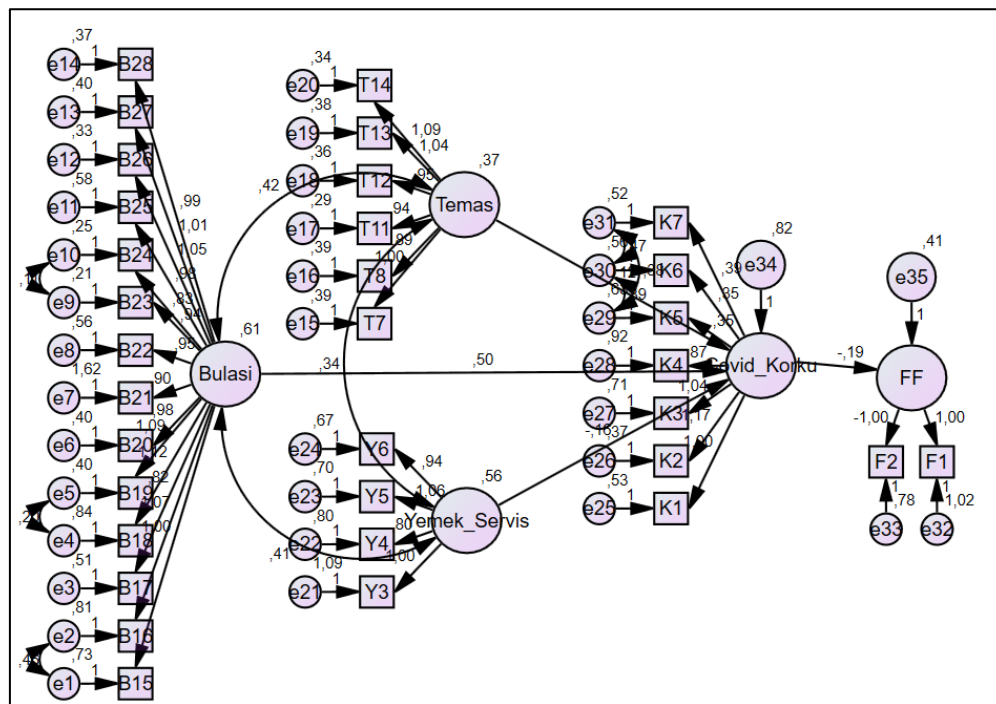 ,37
e14 1 B28
,40
e13 1 B27
,33
e12 1 B26
,58
e11 1 B25
,25
e10 1 B24
,21
e9 1 B23
,56
e8 1 B22
1,62
e7 1 B21
,40
e6 1 B20
,40
e5 1 B19
,84
e4 1 B18
,51
e3 1 B17
,81
e2 1 B16
,73
e1 1 B15
,99
1,01
1,05
,98
,83
,94
,95
,90
,98
1,09
,82
1,00
,61
Bulasi
,34
e20 1 T14
,38
e19 1 T13
,36
e18 1 T12
,29
e17 1 T11
,39
e16 1 T8
,39
e15 1 T7
1,09
1,04
,95
,94
,89
1,00
,37
Temas
,42
,34
,41
,50
-,16
,67
e24 1 Y6
,70
e23 1 Y5
,80
e22 1 Y4
1,09
e21 1 Y3
,94
1,06
,80
1,00
,56
Yemek_Servis
,52
e31 1 K7
,56
e30 K6
e29 K5
,92
e28 1 K4
,71
e27 1 K3
,37
e26 1 K2
,53
e25 1 K1
,39
,35
,35
,87
1,04
1,00
,82
e34
1
Covid_Korku
-,19
,41
e35
1
FF
-1,00
1,00
F2
F1
1
,78
1
1,02
e33
e32